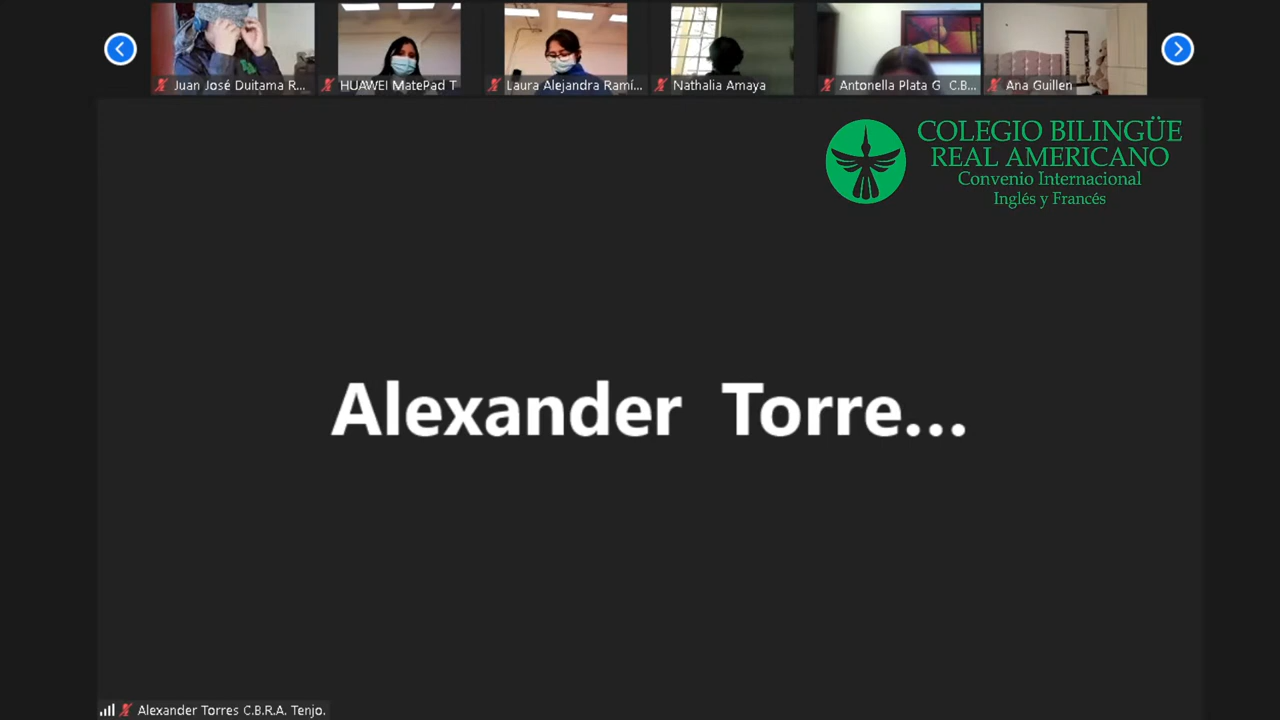 Juan José Duitama R...
HUAWEI MatePad T
Laura Alejandra Ramí...
Nathalia Amaya
Antonella Plata G C.B...
Ana Guillen
COLEGIO BILINGÜE
REAL AMERICANO
Convenio Internacional
Inglés y Francés
Alexander Torre...
Alexander Torres C.B.R.A. Tenjo.